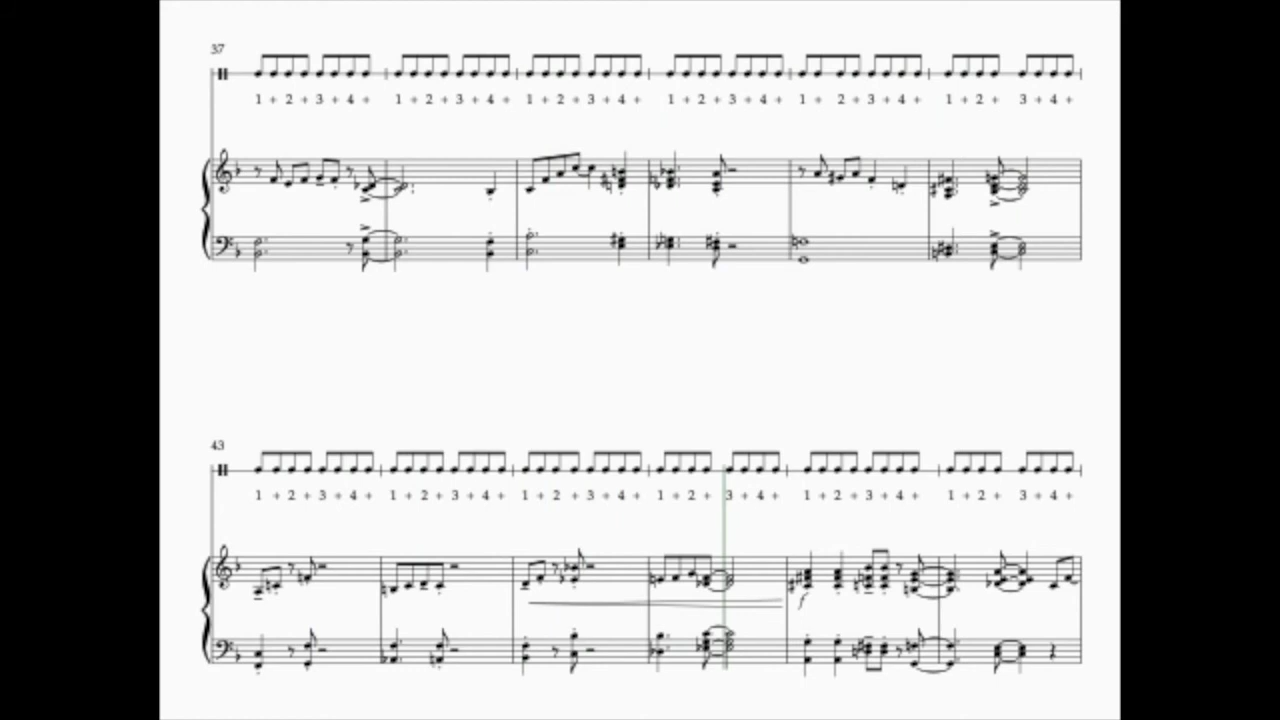 37
1 + 2 + 3 + 4 + 1 + 2 + 3 + 4 + 1 + 2 + 3 + 4 + 1 + 2 + 3 + 4 + 1 + 2 + 3 + 4 + 1 + 2 + 3 + 4 +
43
1 + 2 + 3 + 4 + 1 + 2 + 3 + 4 + 1 + 2 + 3 + 4 + 1 + 2 + 3 + 4 + 1 + 2 + 3 + 4 + 1 + 2 + 3 + 4 +
f